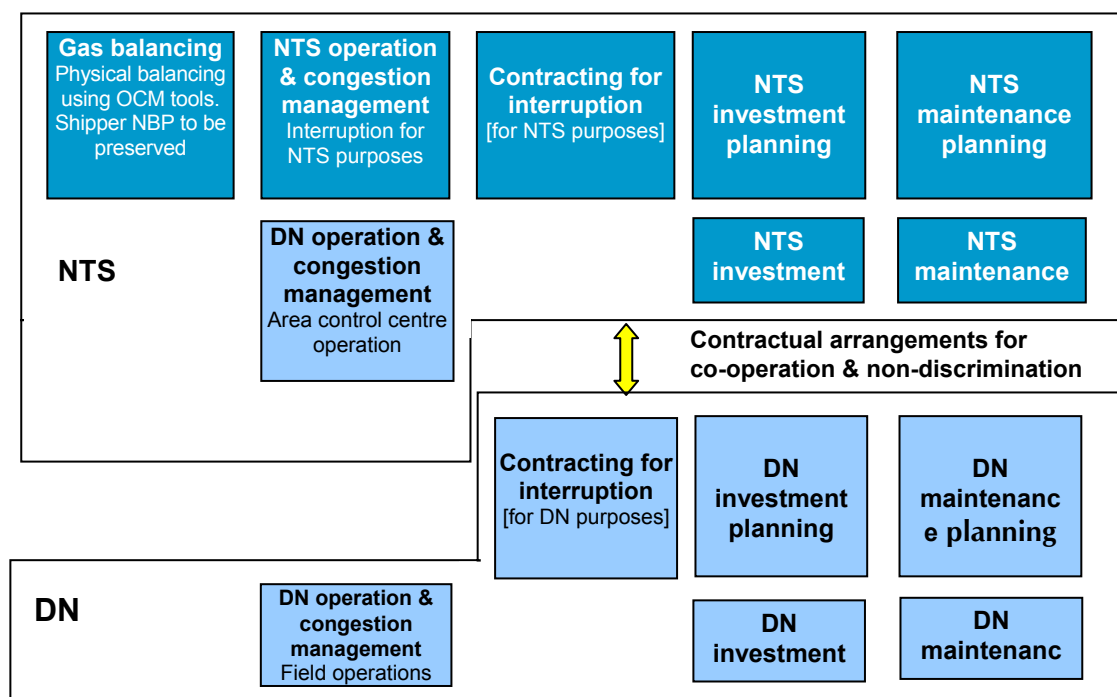 Gas balancing
Physical balancing
using OCM tools.
Shipper NBP to be
preserved
NTS operation
& congestion
management
Interruption for
NTS purposes
Contracting for
interruption
[for NTS purposes]
NTS
investment
planning
NTS
maintenance
planning
NTS
DN operation &
congestion
management
Area control centre
operation
NTS
investment
NTS
maintenance
Contractual arrangements for
co-operation & non-discrimination
Contracting for
interruption
[for DN purposes]
DN
investment
planning
DN
maintenanc
e planning
DN
DN operation &
congestion
management
Field operations
DN
investment
DN
maintenanc